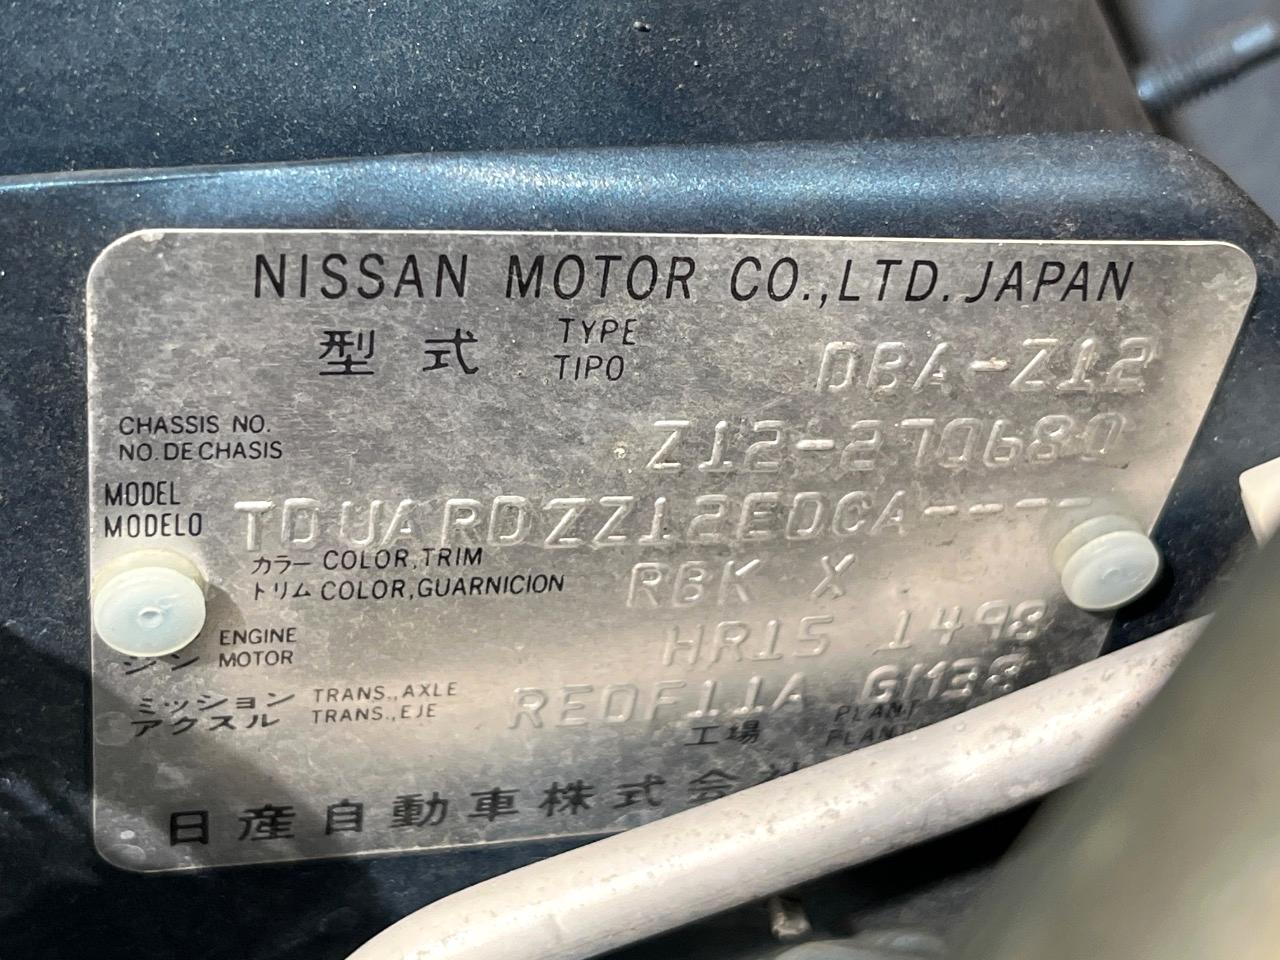 NISSAN MOTOR CO.,LTD. JAPAN
型式 TYPE TIPO DBA-Z12
CHASSIS NO. NO. DE CHASIS Z12-270680
MODEL MODELO TDUARDZZ12EDCA----
カラー COLOR, TRIM
トリム COLOR, GUARNICION RBK X
ENGINE
ジン MOTOR HR15 1498
ミッション TRANS., AXLE
アクスル TRANS., EJE RE0F11A GM38
工場 PLANT
PLANT
日産自動車株式会